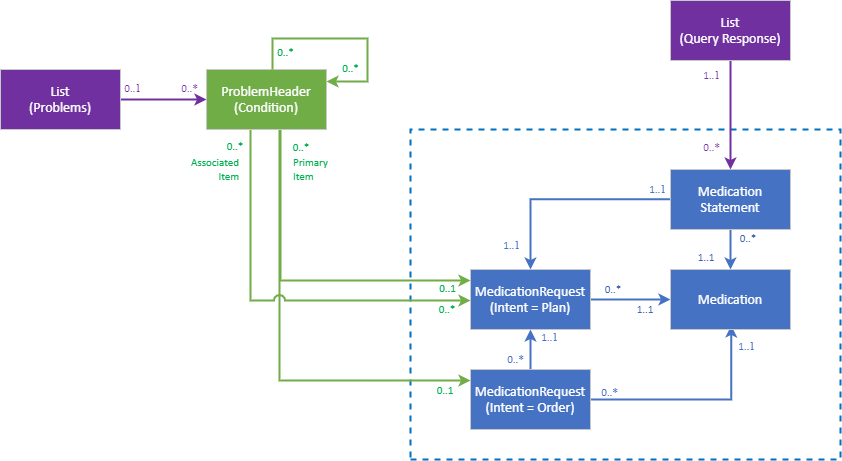 List
(Query Response)
0..*
0..*
1..1
List
(Problems)
0..1
0..*
ProblemHeader
(Condition)
0..*
Associated
Item
0..*
Primary
Item
0..*
Medication
Statement
1..1
0..*
1..1
1..1
0..1
0..*
MedicationRequest
(Intent = Plan)
0..*
1..1
Medication
1..1
0..*
1..1
0..1
MedicationRequest
(Intent = Order)
0..*